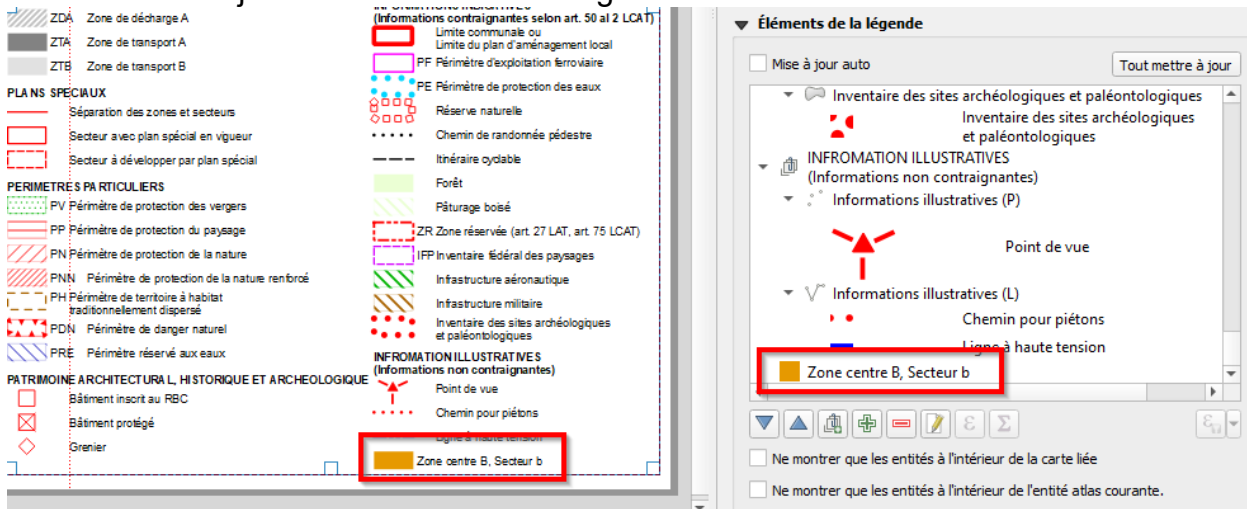 ZDA Zone de décharge A
ZTA Zone de transport A
ZTB Zone de transport B
PLANS SPECIAUX
Séparation des zones et secteurs
Secteur avec plan spécial en vigueur
Secteur à développer par plan spécial
PERIMETRES PARTICULIERS
PV Périmètre de protection des vergers
PP Périmètre de protection du paysage
PN Périmètre de protection de la nature
PNN Périmètre de protection de la nature renforcé
PH Périmètre de territoire à habitat
traditionnellement dispersé
PDN Périmètre de danger naturel
PRE Périmètre réservé aux eaux
PATRIMOINE ARCHITECTURAL, HISTORIQUE ET ARCHEOLOGIQUE
Bâtiment inscrit au RBC
Bâtiment protégé
Grenier
(Informations contraignantes selon art. 50 al 2 LCAT)
Limite communale ou
Limite du plan d'aménagement local
PF Périmètre d'exploitation ferroviaire
PE Périmètre de protection des eaux
Réserve naturelle
Chemin de randonnée pédestre
Itinéraire cyclable
Forêt
Pâturage boisé
ZR Zone réservée (art. 27 LAT, art. 75 LCAT)
IFP Inventaire fédéral des paysages
Infrastructure aéronautique
Infrastructure militaire
Inventaire des sites archéologiques
et paléontologiques
INFROMATION ILLUSTRATIVES
(Informations non contraignantes)
Point de vue
Chemin pour piétons
Ligne à haute tension
Zone centre B, Secteur b
Éléments de la légende
Mise à jour auto
Tout mettre à jour
Inventaire des sites archéologiques et paléontologiques
Inventaire des sites archéologiques
et paléontologiques
INFROMATION ILLUSTRATIVES
(Informations non contraignantes)
Informations illustratives (P)
Point de vue
Informations illustratives (L)
Chemin pour piétons
Ligne à haute tension
Zone centre B, Secteur b
Ne montrer que les entités à l'intérieur de la carte liée
Ne montrer que les entités à l'intérieur de l'entité atlas courante.